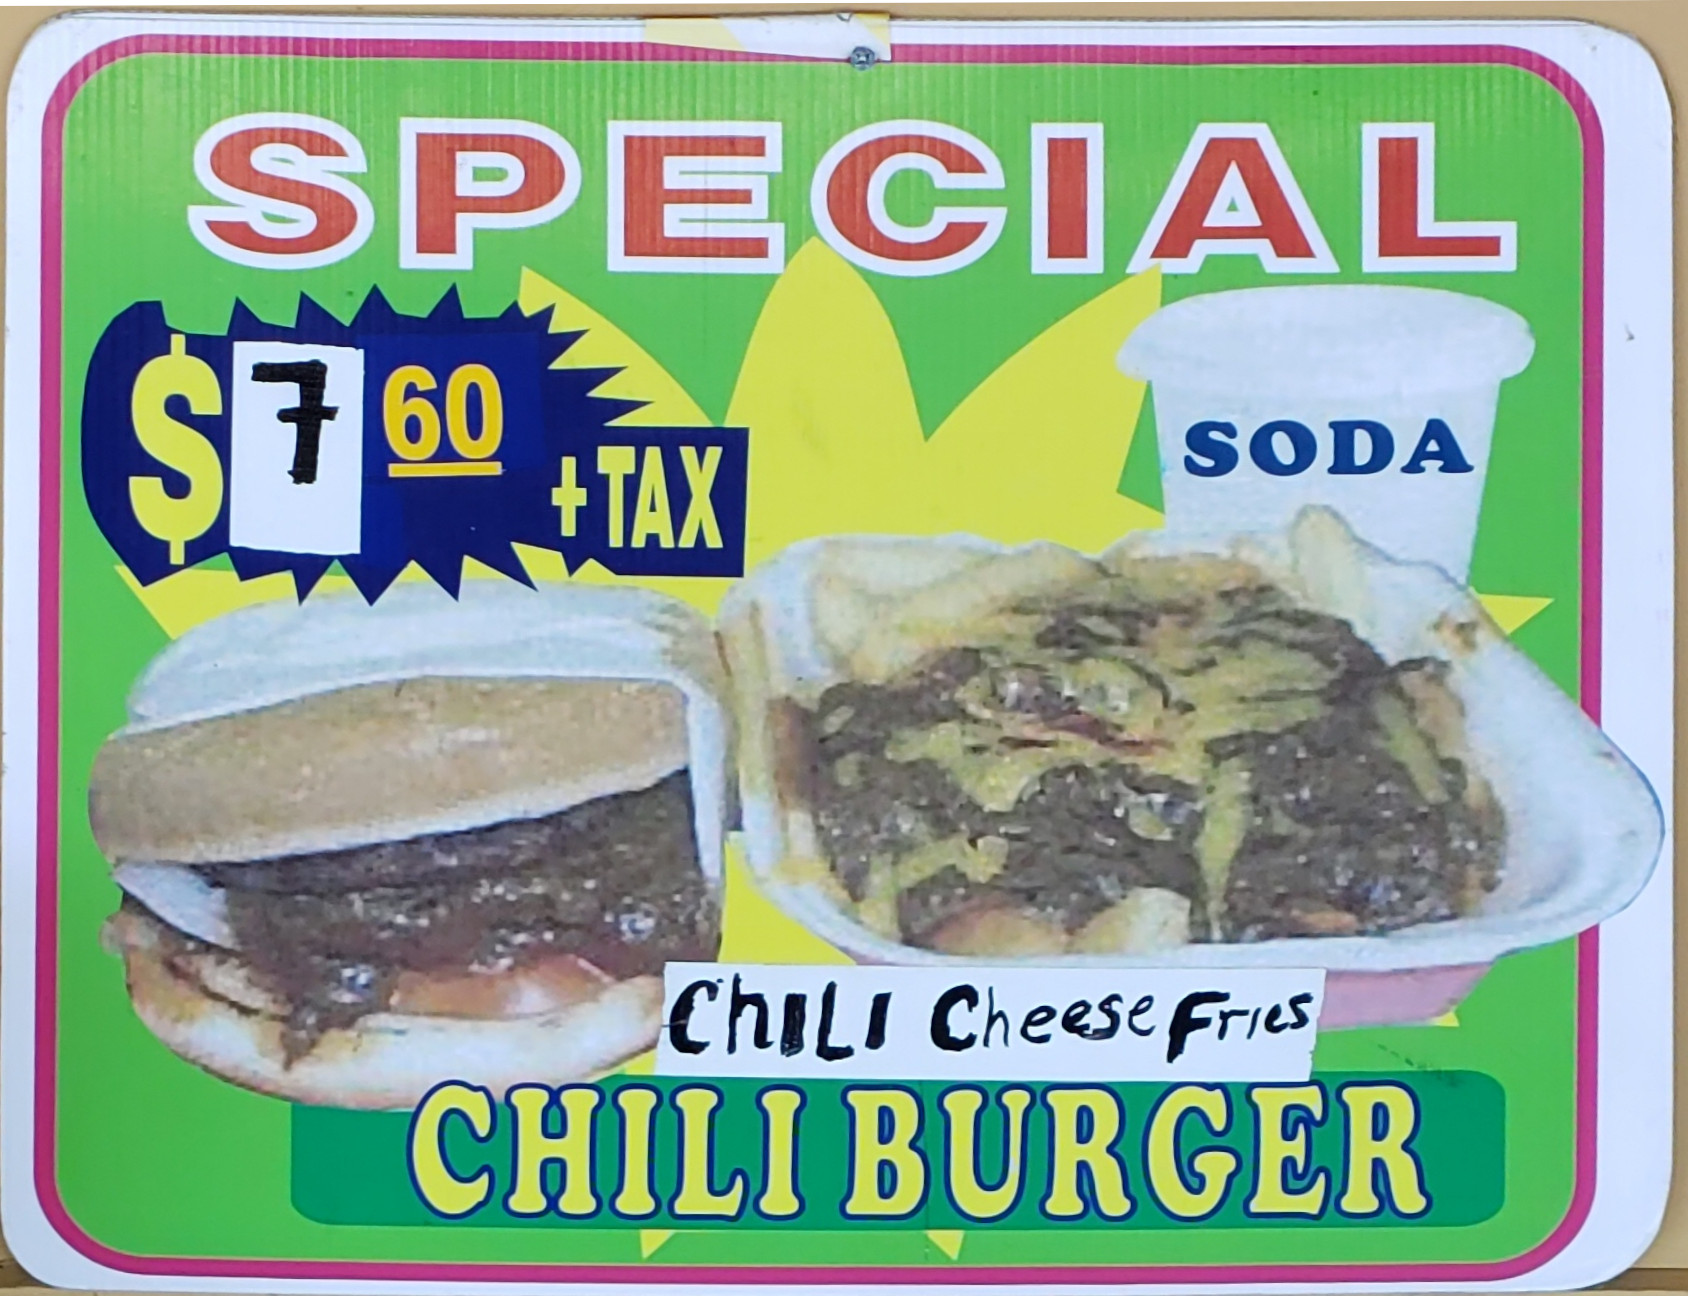 SPECIAL
$7 60
+TAX
SODA
CHILI Cheese Fries
CHILI BURGER